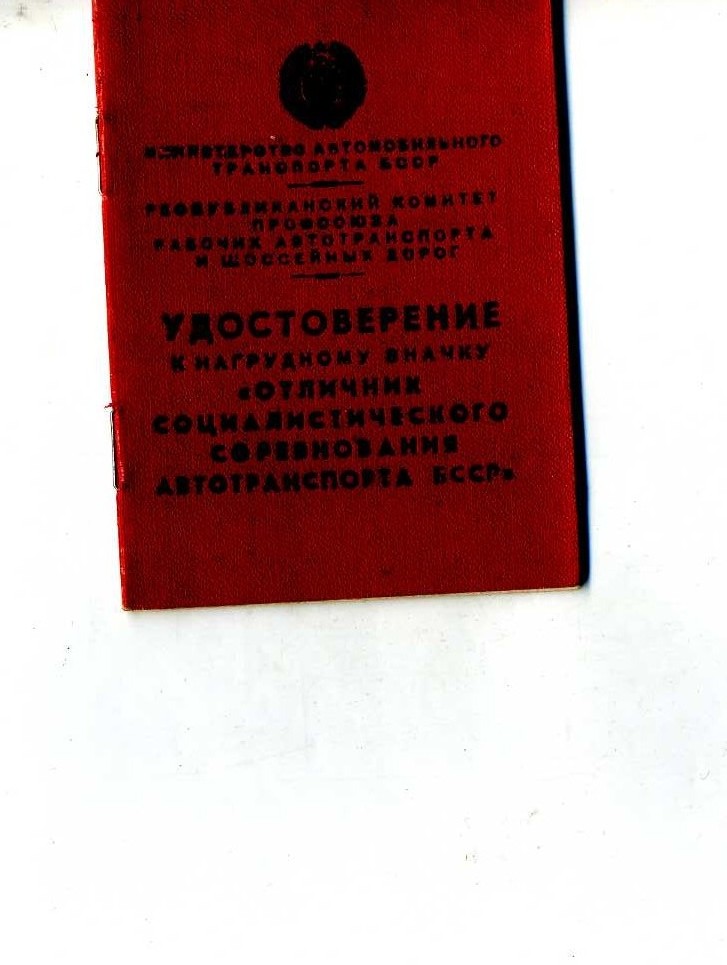 МИНИСТЕРСТВО АВТОМОБИЛЬНОГО
ТРАНСПОРТА БССР
РЕСПУБЛИКАНСКИЙ КОМИТЕТ
ПРОФСОЮЗА
РАБОЧИХ АВТОТРАНСПОРТА
И ШОССЕЙНЫХ ДОРОГ
УДОСТОВЕРЕНИЕ
К НАГРУДНОМУ ЗНАЧКУ
«ОТЛИЧНИК
СОЦИАЛИСТИЧЕСКОГО
СОРЕВНОВАНИЯ
АВТОТРАНСПОРТА БССР»